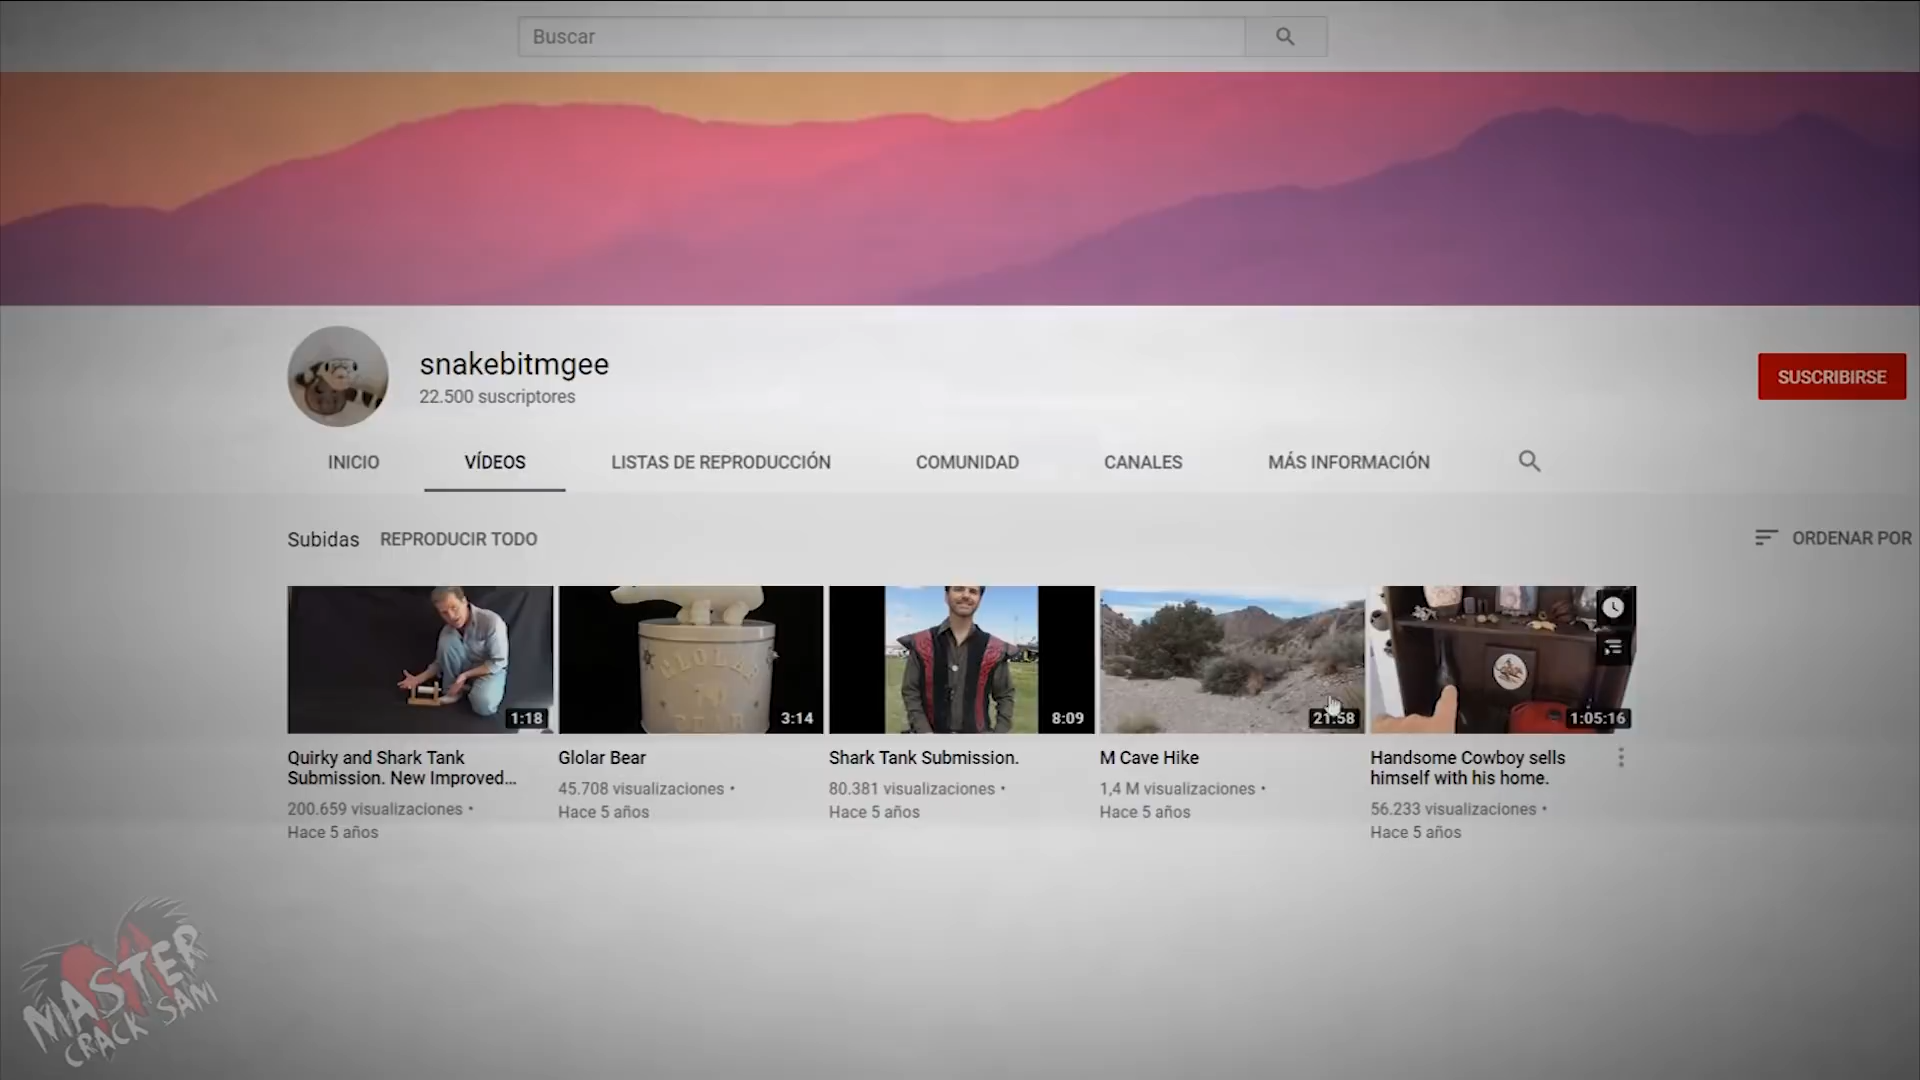 Buscar
snakebitmgee
22.500 suscriptores
SUSCRIBIRSE
INICIO
VÍDEOS
LISTAS DE REPRODUCCIÓN
COMUNIDAD
CANALES
MÁS INFORMACIÓN
Subidas
REPRODUCIR TODO
ORDENAR POR
1:18
Quirky and Shark Tank
Submission. New Improved...
200.659 visualizaciones •
Hace 5 años
GLOLAR
BEAR
3:14
Glolar Bear
45.708 visualizaciones •
Hace 5 años
8:09
Shark Tank Submission.
80.381 visualizaciones •
Hace 5 años
21:58
M Cave Hike
1,4 M visualizaciones •
Hace 5 años
1:05:16
Handsome Cowboy sells
himself with his home.
56.233 visualizaciones •
Hace 5 años
MASTER
CRACK SAM